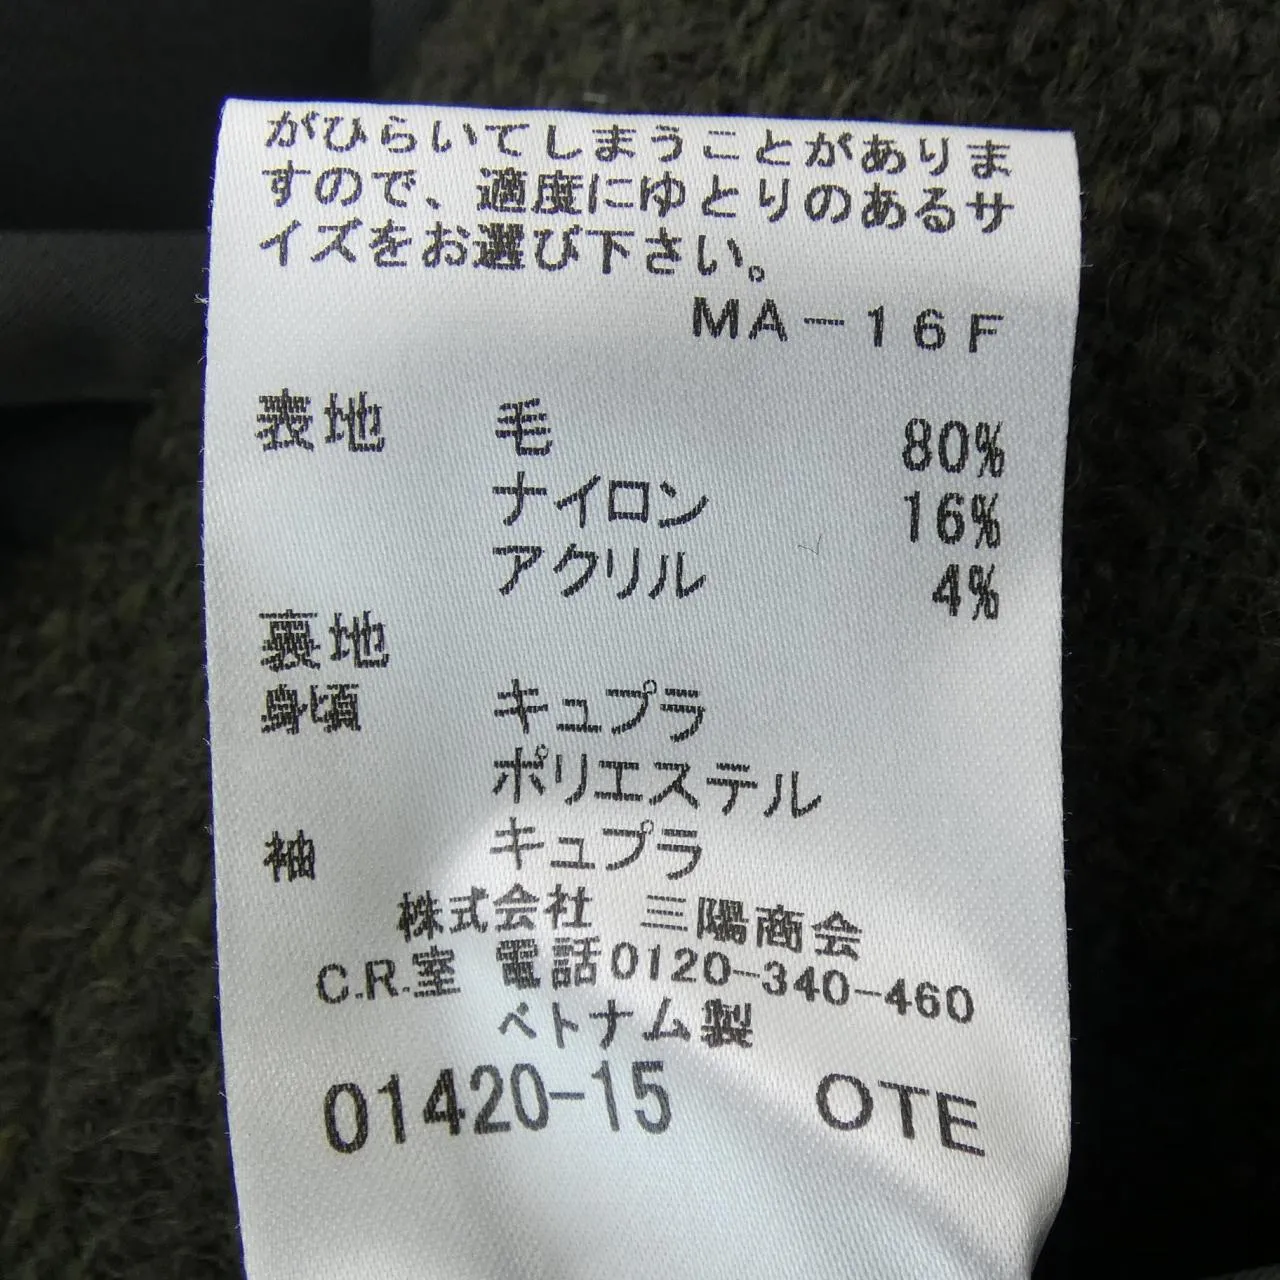 がひらいてしまうことがありま
すので、適度にゆとりのあるサ
イズをお選び下さい。
MA－16F
表地 毛 80%
ナイロン 16%
アクリル 4%
裏地
身頃 キュプラ
ポリエステル
袖 キュプラ
株式会社 三陽商会
C.R.室 電話0120-340-460
ベトナム製
01420-15 OTE